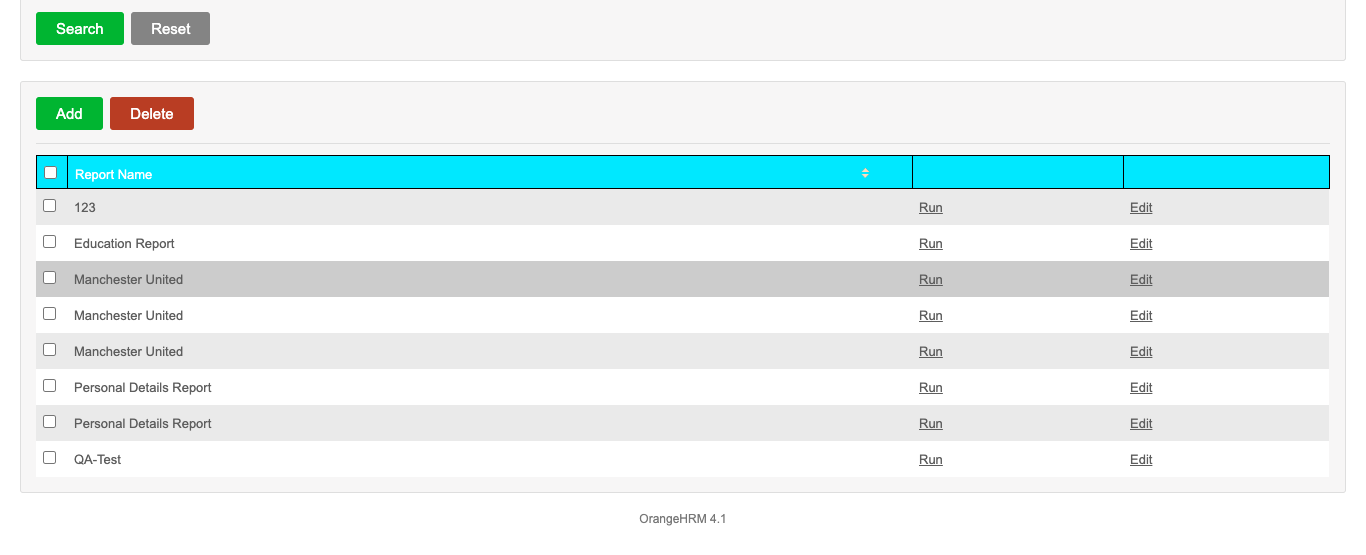 Search Reset
Add Delete
Report Name
123 Run Edit
Education Report Run Edit
Manchester United Run Edit
Manchester United Run Edit
Manchester United Run Edit
Personal Details Report Run Edit
Personal Details Report Run Edit
QA-Test Run Edit
OrangeHRM 4.1